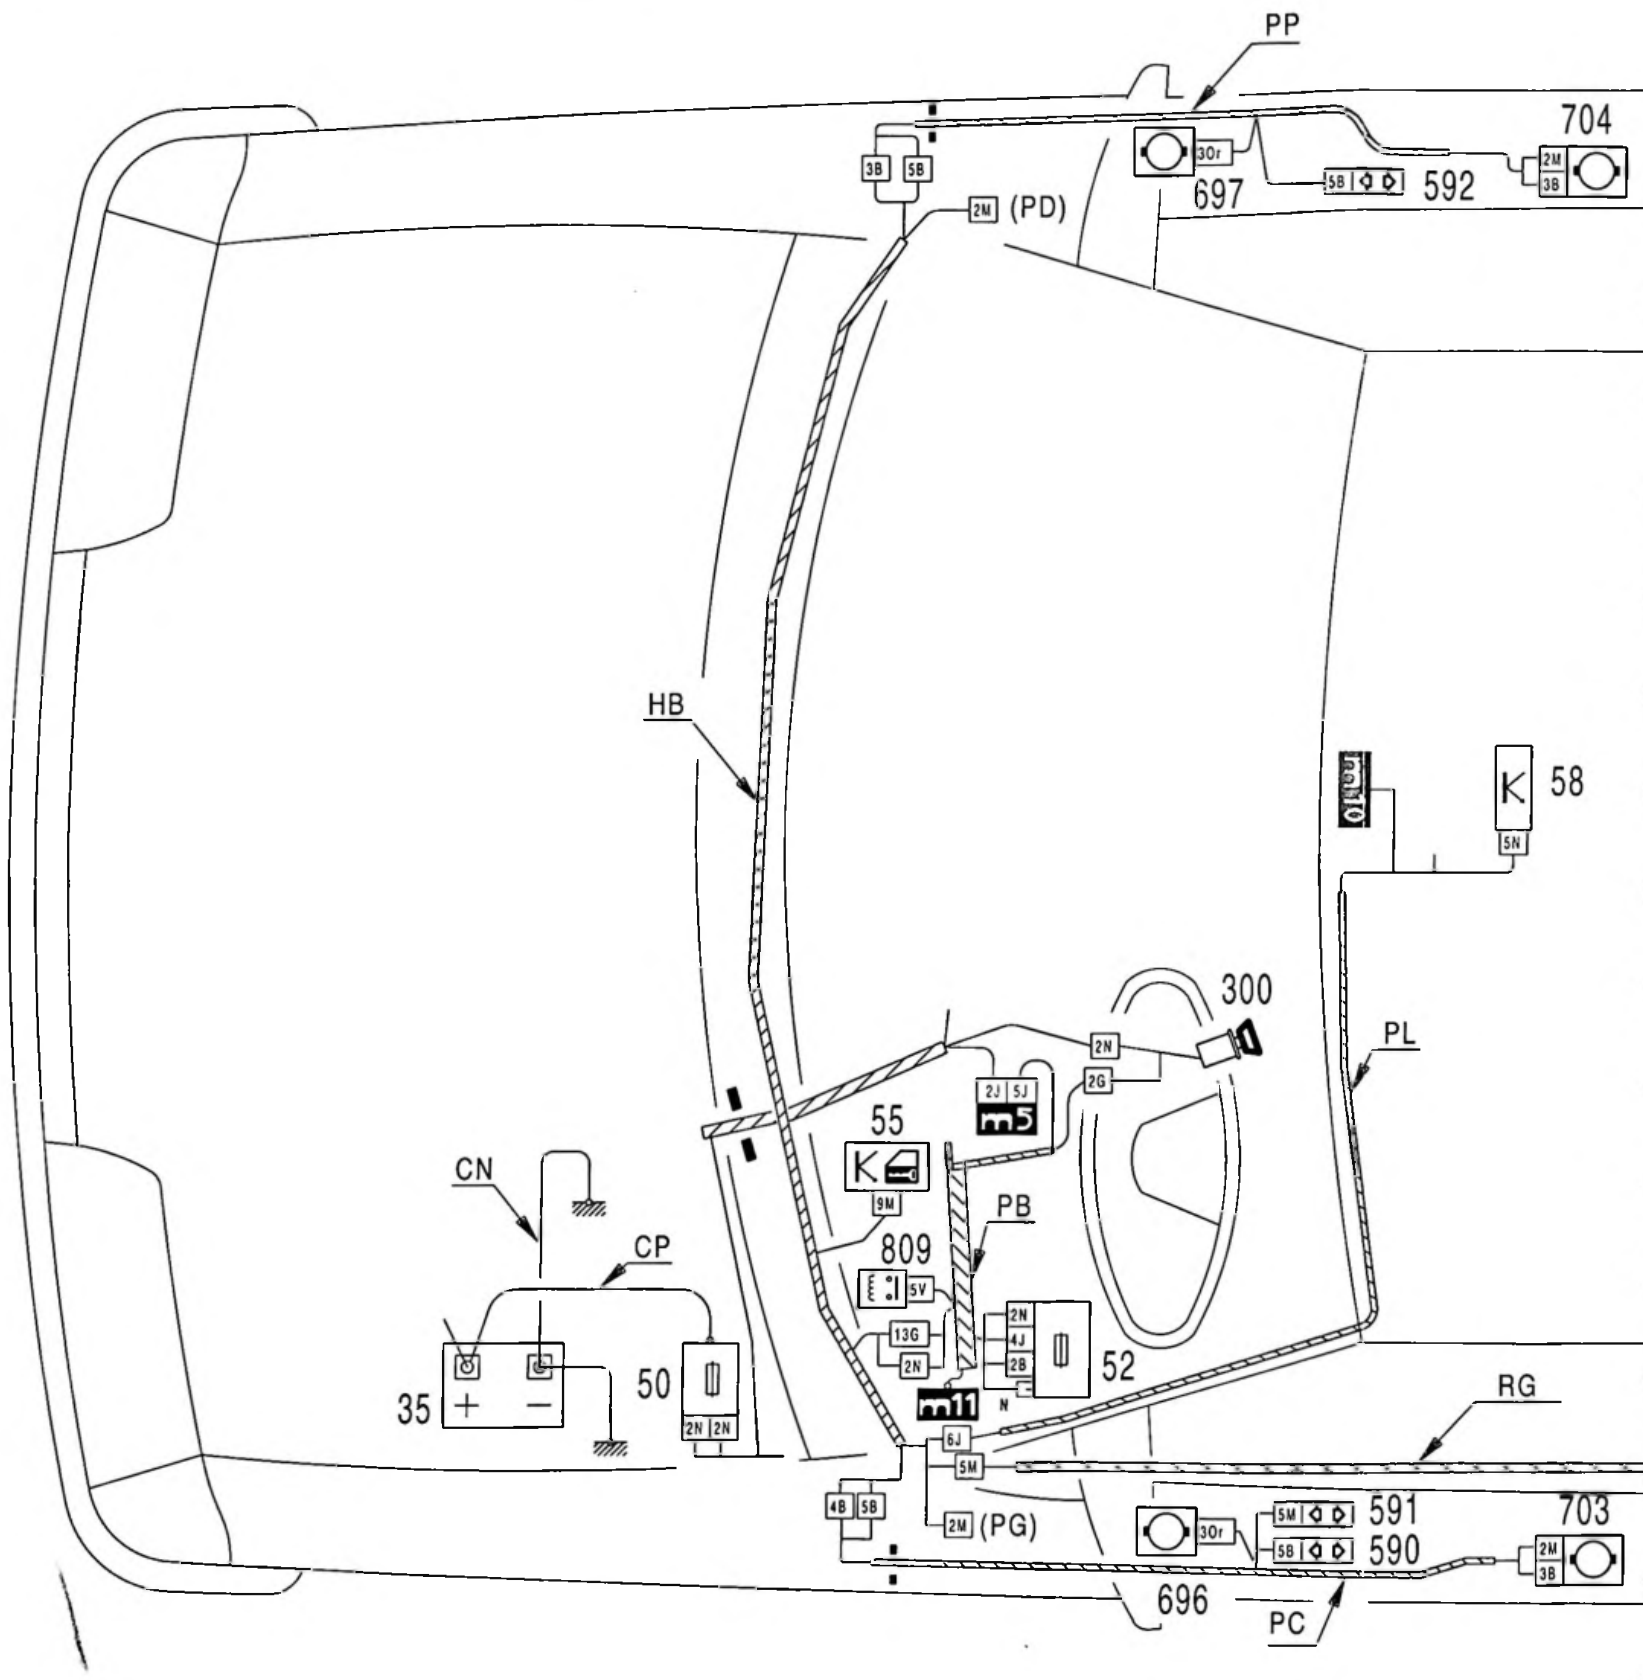 PP
704
3B
5B
30r
2M
3B
697
5B
592
2M (PD)
HB
58
5N
300
2N
PL
2G
2J 5J
m5
55
K
9M
CN
PB
CP
809
5V
2N
4J
2B
N
52
13G
2N
m11
35
+ −
50
2N 2N
6J
RG
5M
4B
5B
2M (PG)
30r
5M
591
5B
590
703
2M
3B
696
PC
K